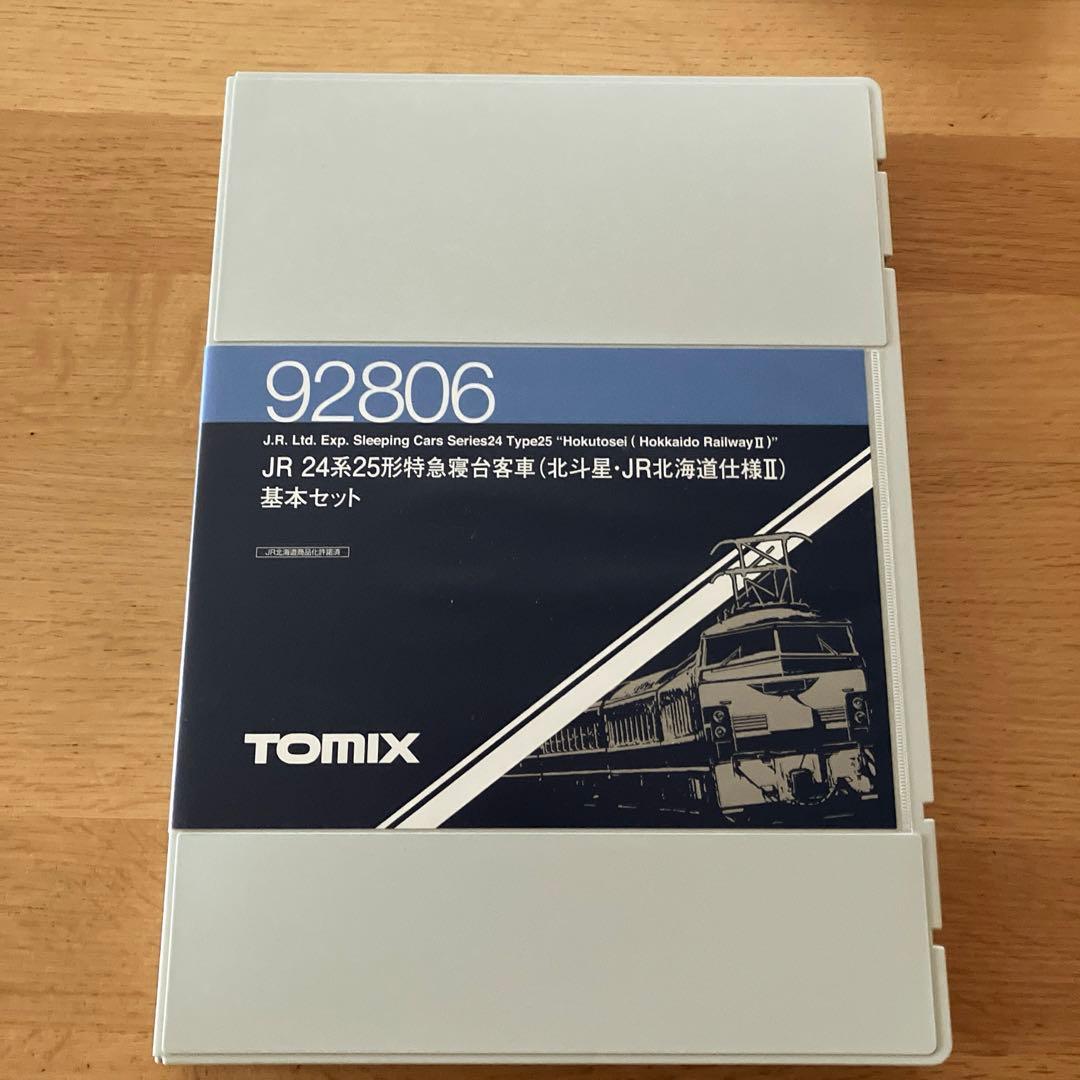 92806
J.R. Ltd. Exp. Sleeping Cars Series24 Type25 “Hokutosei ( Hokkaido RailwayⅡ)”
JR 24系25形特急寝台客車(北斗星・JR北海道仕様Ⅱ)
基本セット
JR北海道商品化許諾済
TOMIX